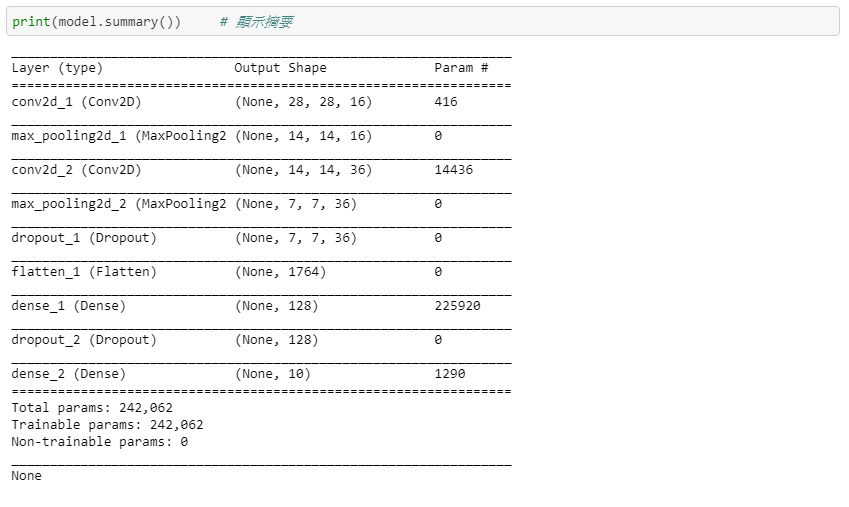 print(model.summary())     # 顯示摘要
_________________________________________________________________
Layer (type)                 Output Shape              Param #
=================================================================
conv2d_1 (Conv2D)            (None, 28, 28, 16)        416
_________________________________________________________________
max_pooling2d_1 (MaxPooling2 (None, 14, 14, 16)        0
_________________________________________________________________
conv2d_2 (Conv2D)            (None, 14, 14, 36)        14436
_________________________________________________________________
max_pooling2d_2 (MaxPooling2 (None, 7, 7, 36)          0
_________________________________________________________________
dropout_1 (Dropout)          (None, 7, 7, 36)          0
_________________________________________________________________
flatten_1 (Flatten)          (None, 1764)              0
_________________________________________________________________
dense_1 (Dense)              (None, 128)               225920
_________________________________________________________________
dropout_2 (Dropout)          (None, 128)               0
_________________________________________________________________
dense_2 (Dense)              (None, 10)                1290
=================================================================
Total params: 242,062
Trainable params: 242,062
Non-trainable params: 0
_________________________________________________________________
None